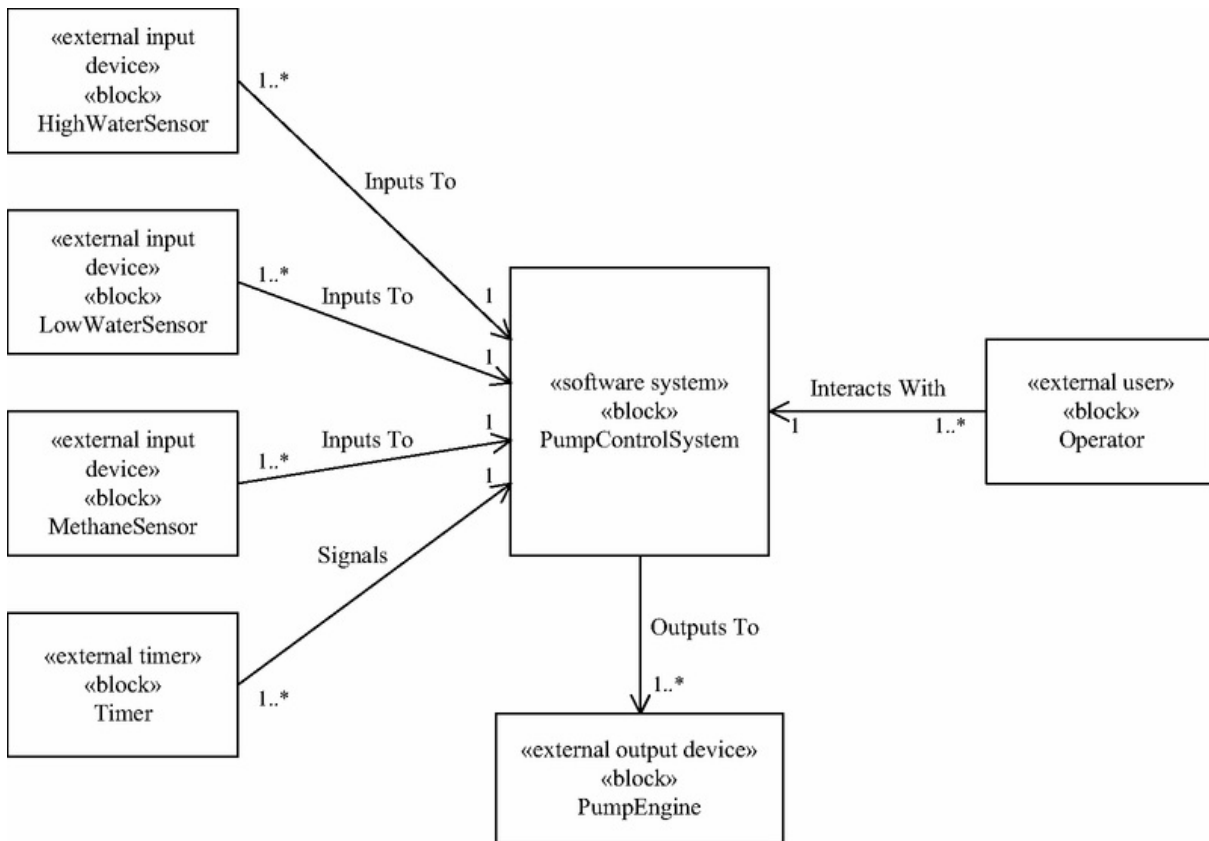 «external input
device»
«block»
HighWaterSensor
1..*
Inputs To
1
«external input
device»
«block»
LowWaterSensor
1..*
Inputs To
1
«external input
device»
«block»
MethaneSensor
1..*
Inputs To
1
«external timer»
«block»
Timer
1..*
Signals
1
«software system»
«block»
PumpControlSystem
Interacts With
1
1..*
«external user»
«block»
Operator
Outputs To
1..*
«external output device»
«block»
PumpEngine